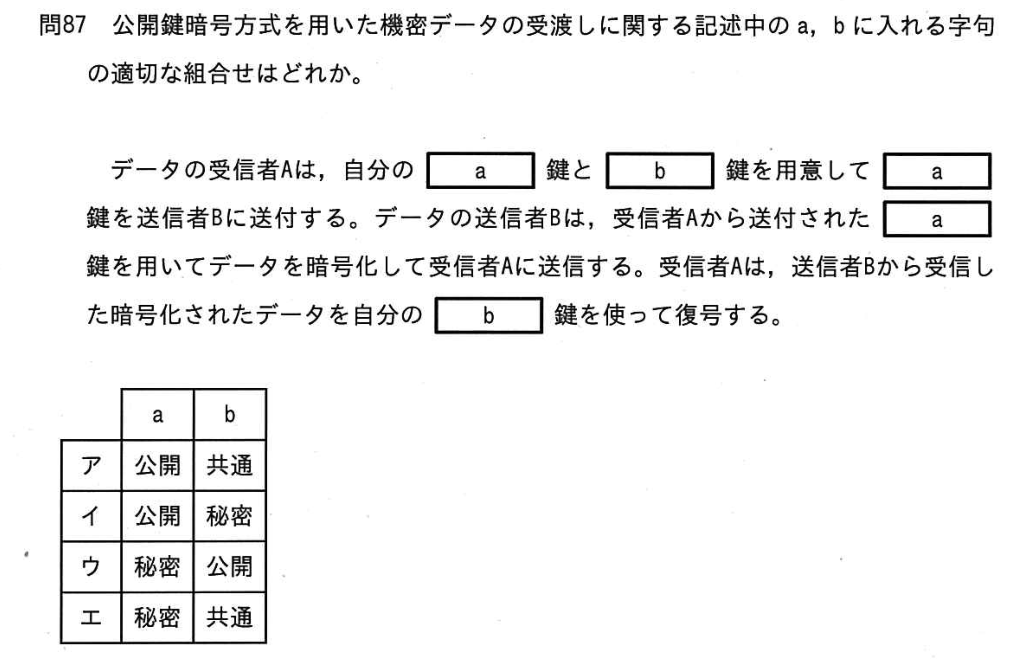 問87　公開鍵暗号方式を用いた機密データの受渡しに関する記述中の a，b に入れる字句
の適切な組合せはどれか。
データの受信者Aは，自分の a 鍵と b 鍵を用意して a
鍵を送信者Bに送付する。データの送信者Bは，受信者Aから送付された a
鍵を用いてデータを暗号化して受信者Aに送信する。受信者Aは，送信者Bから受信し
た暗号化されたデータを自分の b 鍵を使って復号する。
a b
ア 公開 共通
イ 公開 秘密
ウ 秘密 公開
エ 秘密 共通